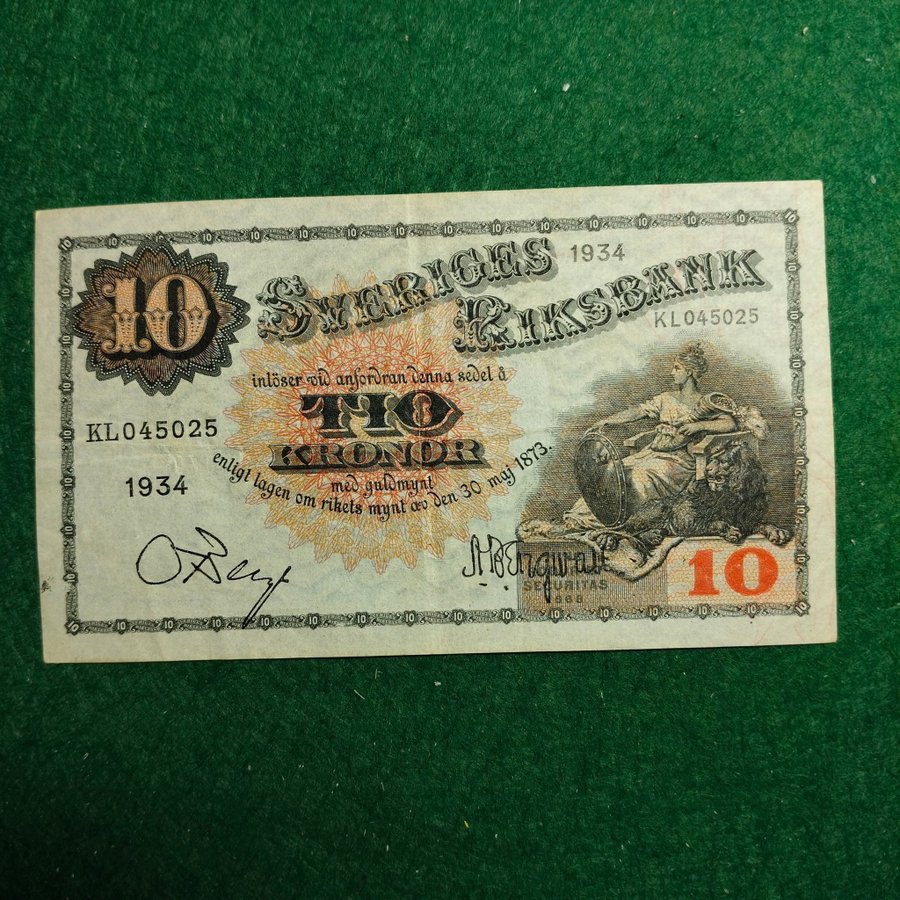 10
SVERIGES 1934
RIKSBANK
KL045025
inlöser vid anfordran denna sedel å
TIO
KRONOR
KL045025
enligt lagen om rikets mynt av den 30 maj 1873.
med guldmynt
1934
SECURITAS
10